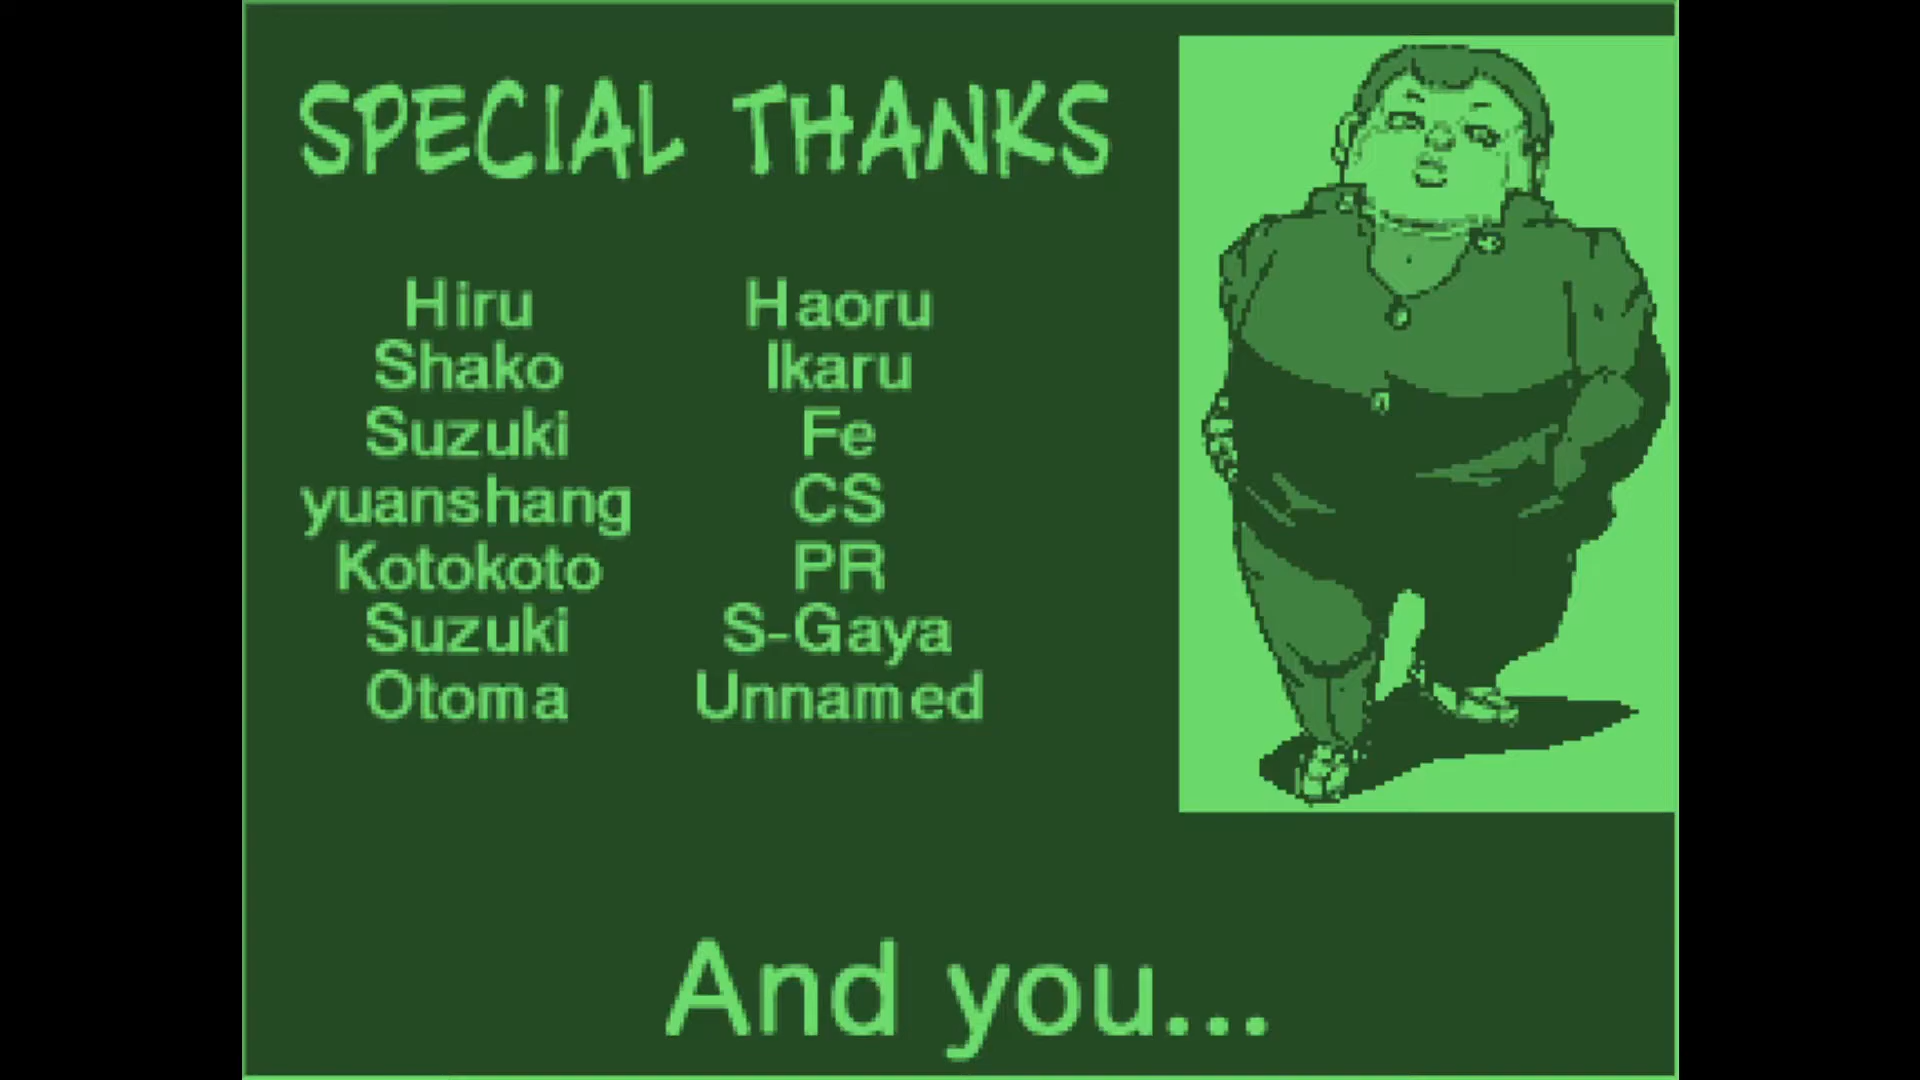 SPECIAL THANKS
Hiru Haoru
Shako Ikaru
Suzuki Fe
yuanshang CS
Kotokoto PR
Suzuki S-Gaya
Otoma Unnamed
And you...